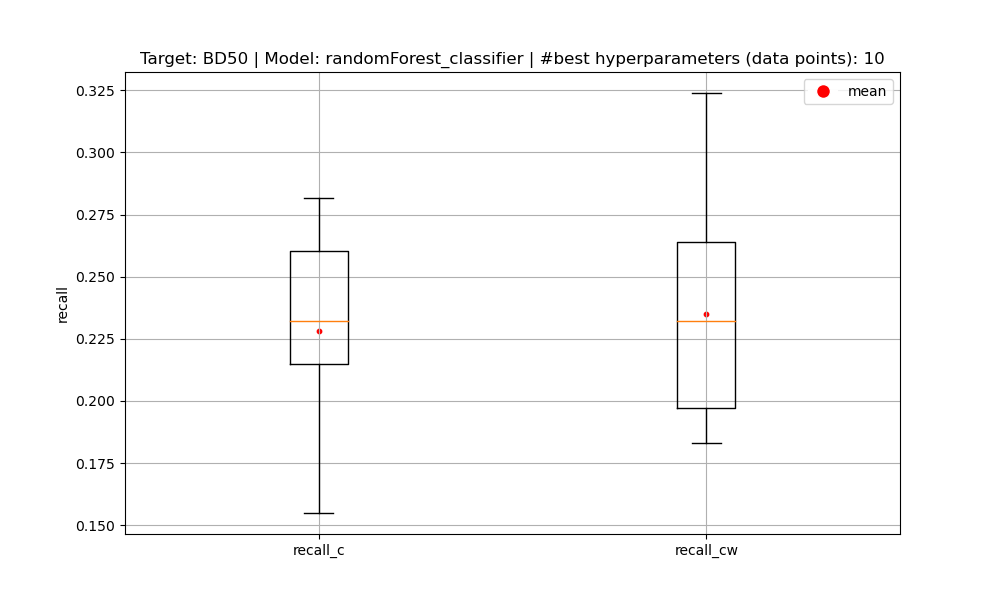 Target: BD50 | Model: randomForest_classifier | #best hyperparameters (data points): 10
mean
0.325
0.300
0.275
0.250
0.225
0.200
0.175
0.150
recall
recall_c
recall_cw